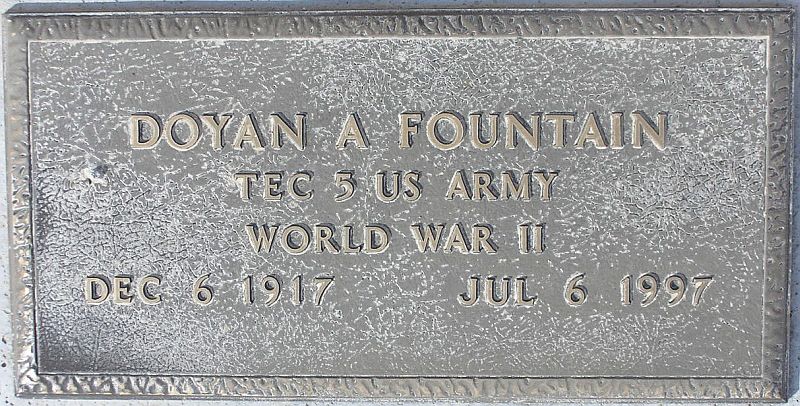 DOYAN A FOUNTAIN
TEC 5 US ARMY
WORLD WAR II
DEC 6 1917 JUL 6 1997